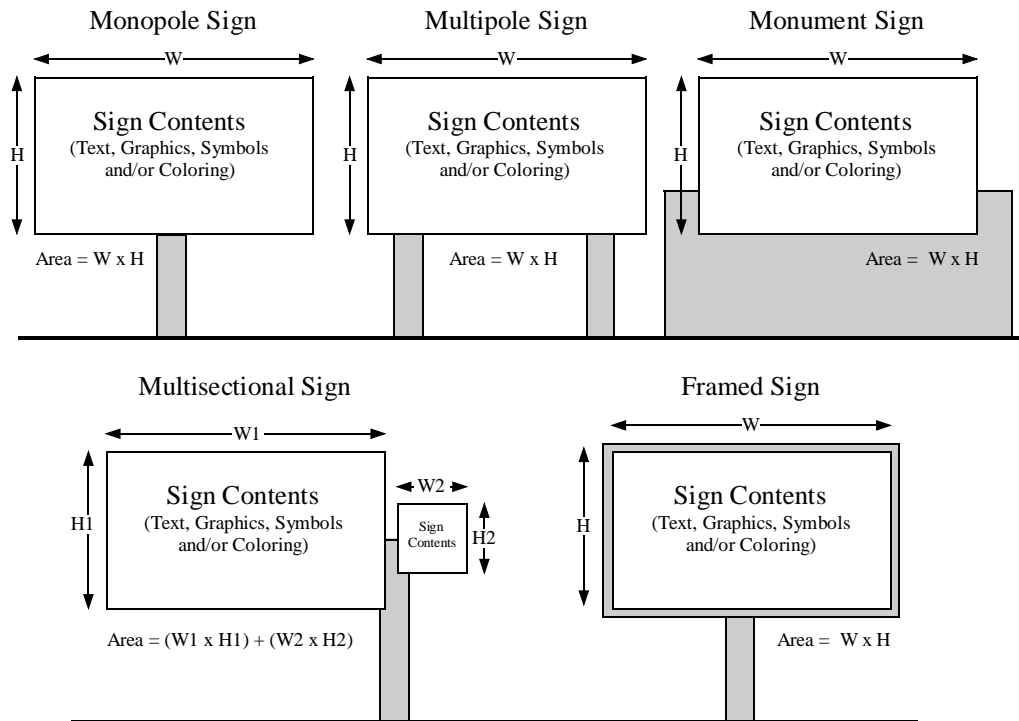 Monopole Sign
W
H
Sign Contents
(Text, Graphics, Symbols
and/or Coloring)
Area = W x H
Multipole Sign
W
H
Sign Contents
(Text, Graphics, Symbols
and/or Coloring)
Area = W x H
Monument Sign
W
H
Sign Contents
(Text, Graphics, Symbols
and/or Coloring)
Area = W x H
Multisectional Sign
W1
H1
Sign Contents
(Text, Graphics, Symbols
and/or Coloring)
W2
Sign
Contents
H2
Area = (W1 x H1) + (W2 x H2)
Framed Sign
W
H
Sign Contents
(Text, Graphics, Symbols
and/or Coloring)
Area = W x H